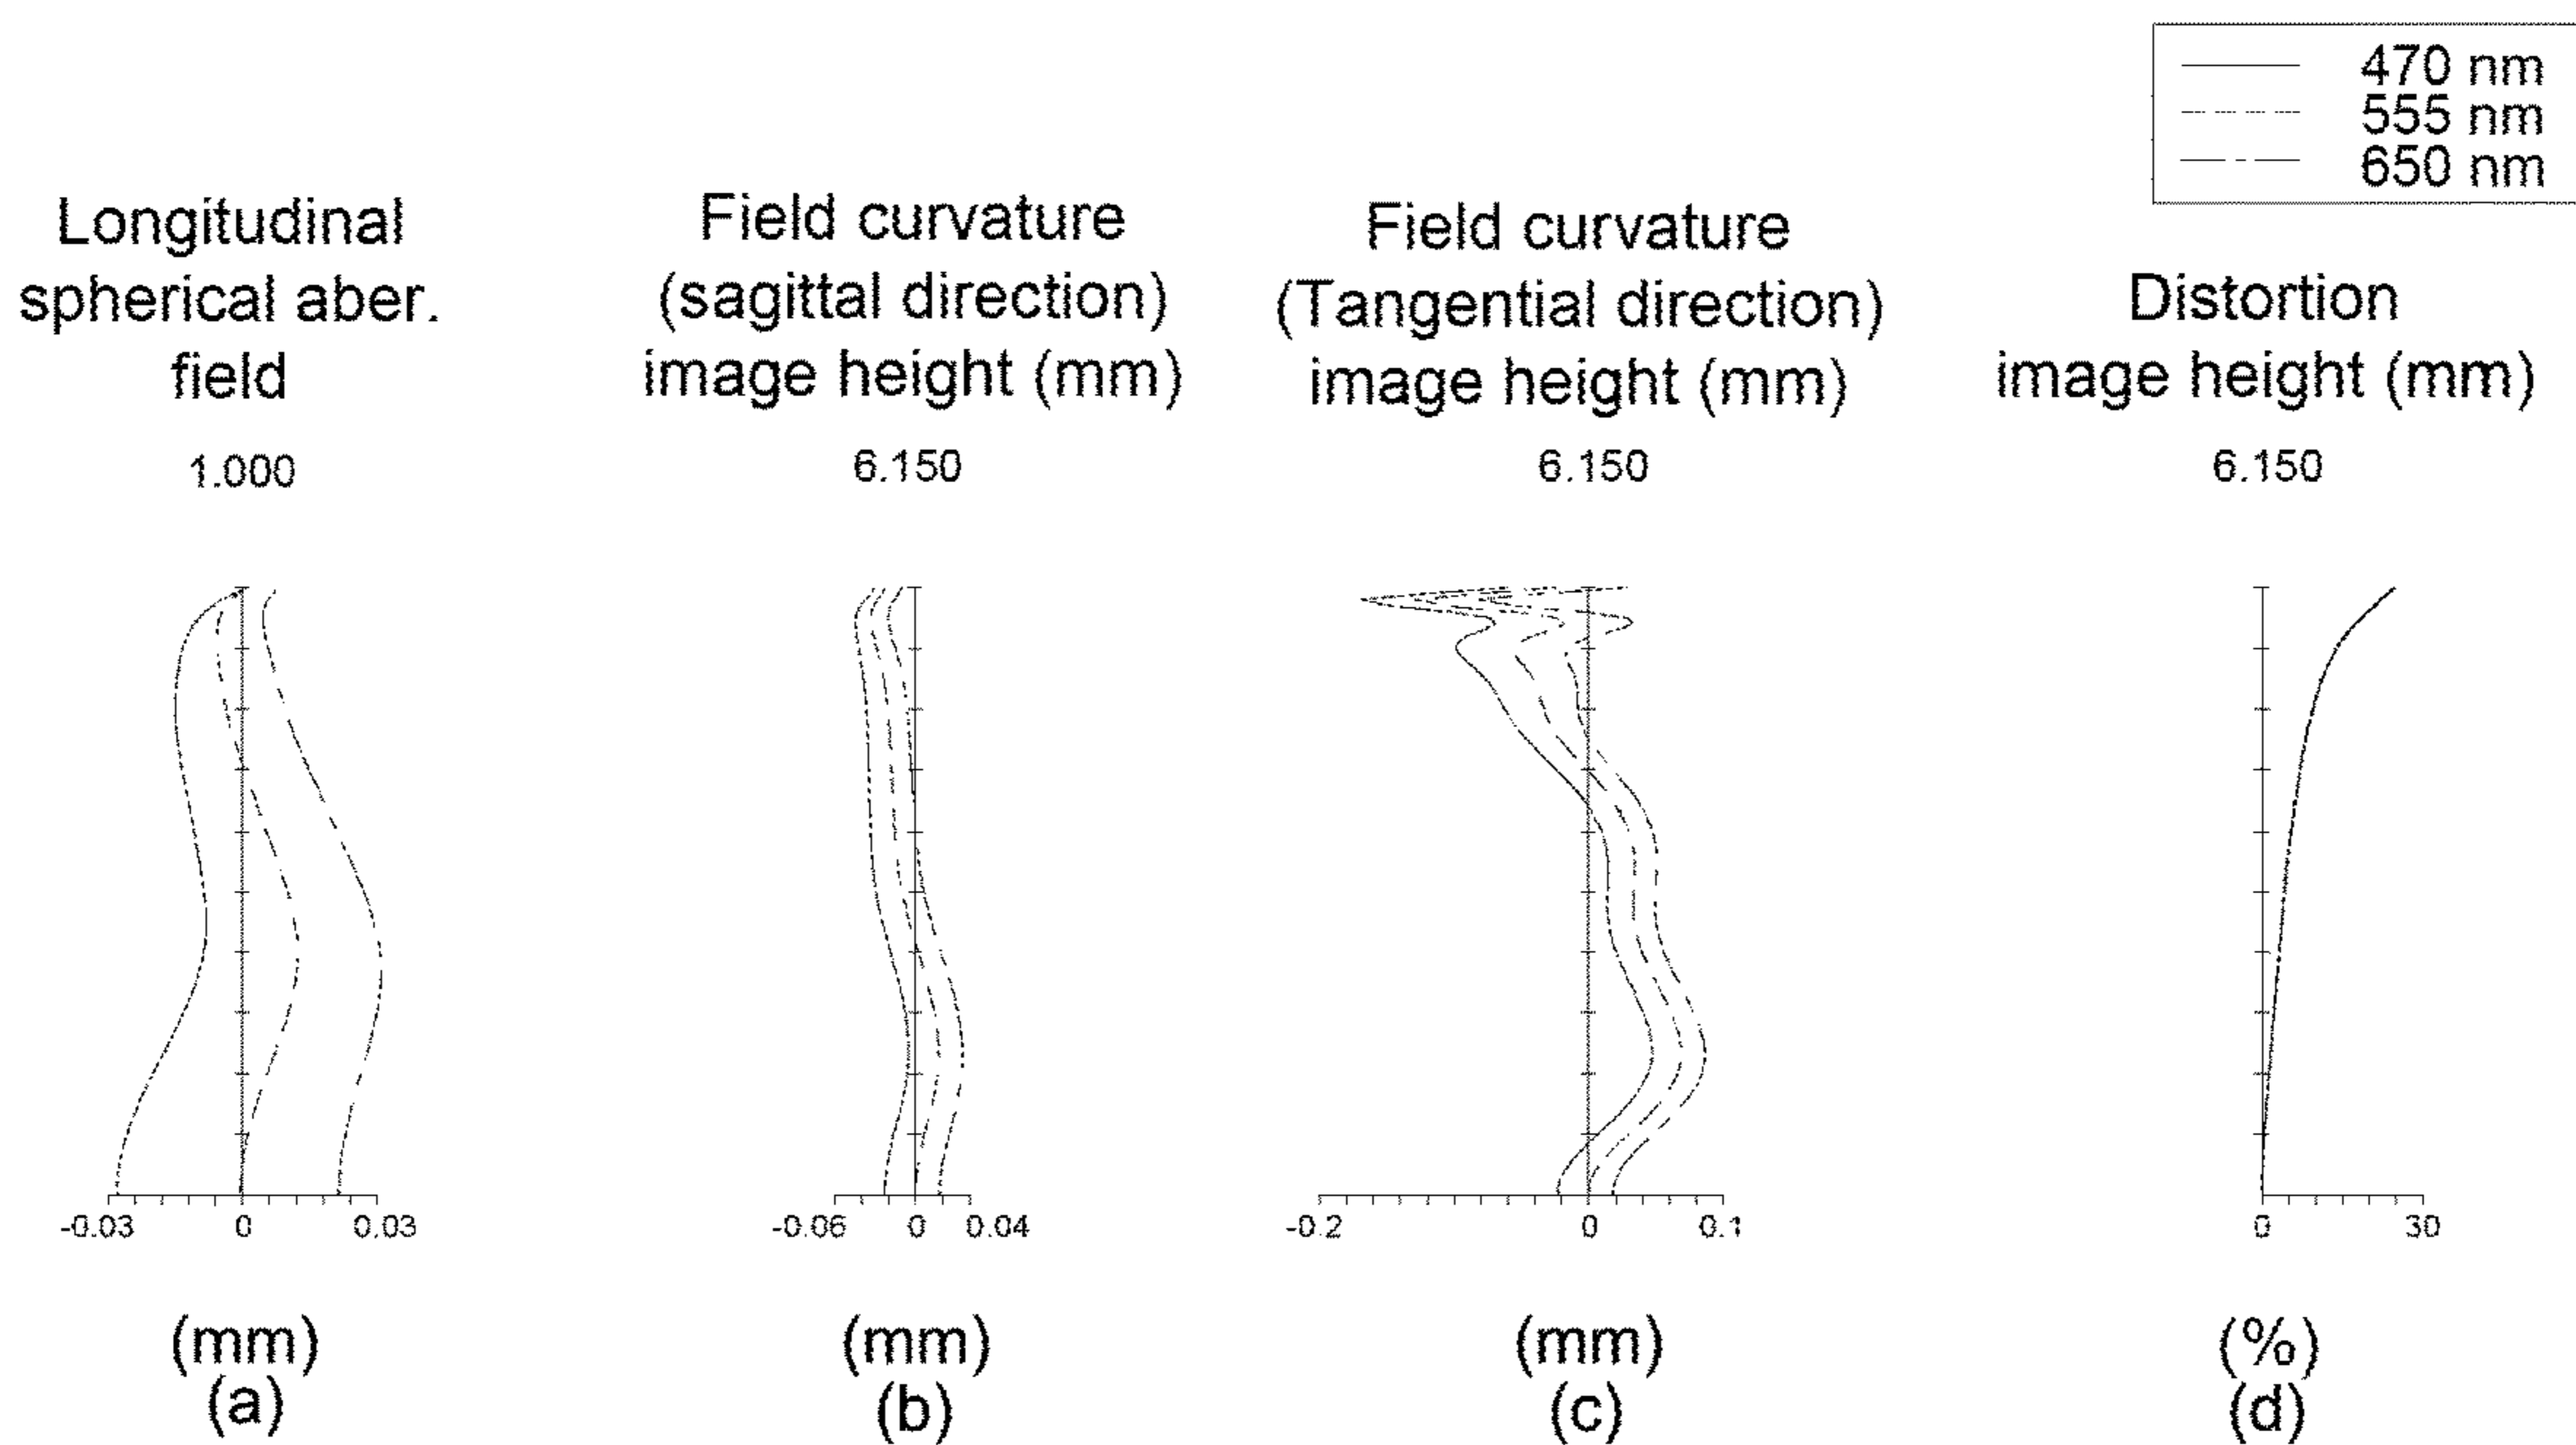 470 nm
555 nm
650 nm
Longitudinal
spherical aber.
field
1.000
-0.03 0 0.03
(mm)
(a)
Field curvature
(sagittal direction)
image height (mm)
6.150
-0.06 0 0.04
(mm)
(b)
Field curvature
(Tangential direction)
image height (mm)
6.150
-0.2 0 0.1
(mm)
(c)
Distortion
image height (mm)
6.150
0 30
(%)
(d)